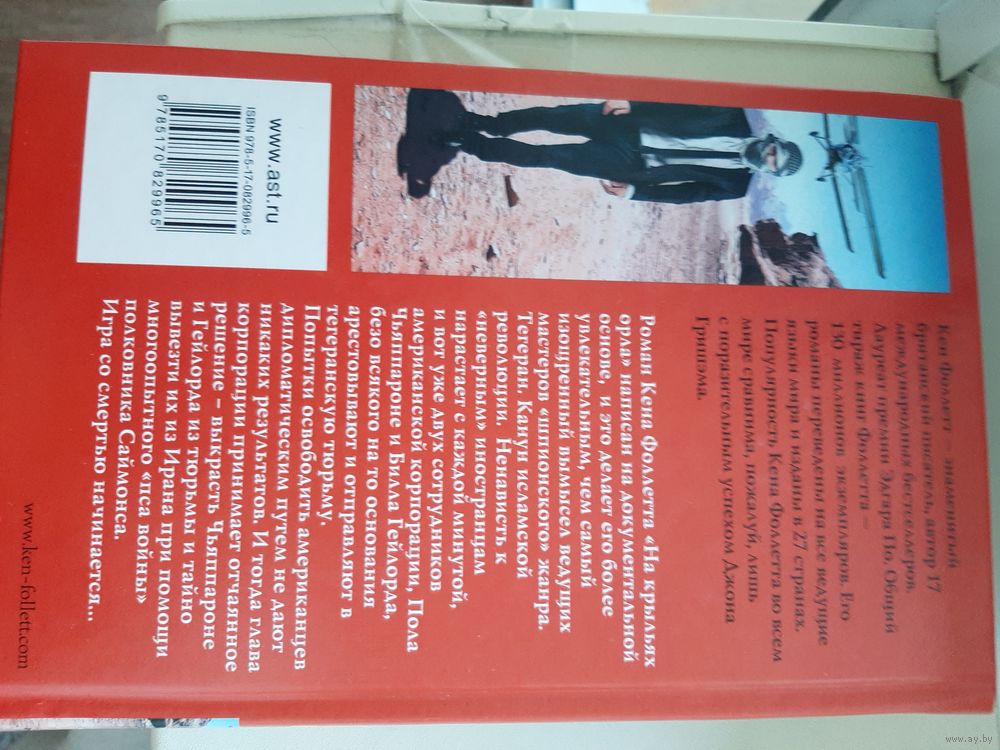 Кен Фоллетт — знаменитый
британский писатель, автор 17
международных бестселлеров.
Лауреат премии Эдгара По. Общий
тираж книг Фоллетта —
130 миллионов экземпляров. Его
романы переведены на все ведущие
языки мира и изданы в 27 странах.
Популярность Кена Фоллетта во всем
мире сравнима, пожалуй, лишь
с поразительным успехом Джона
Гришэма.
Роман Кена Фоллетта «На крыльях
орла» написан на документальной
основе, и это делает его более
увлекательным, чем самый
изощренный вымысел ведущих
мастеров «шпионского» жанра.
Тегеран. Канун исламской
революции. Ненависть к
«неверным» иностранцам
нарастает с каждой минутой,
и вот уже двух сотрудников
американской корпорации, Пола
Чьяппароне и Билла Гейлорда,
безо всякого на то основания
арестовывают и отправляют в
тегеранскую тюрьму.
Попытки освободить американцев
дипломатическим путем не дают
никаких результатов. И тогда глава
корпорации принимает отчаянное
решение – выкрасть Чьяппароне
и Гейлорда из тюрьмы и тайно
вывезти их из Ирана при помощи
многоопытного «пса войны»
полковника Саймонса.
Игра со смертью начинается...
www.ast.ru
ISBN 978-5-17-082996-5
9785170829965
www.ken-follett.com
www.ay.by